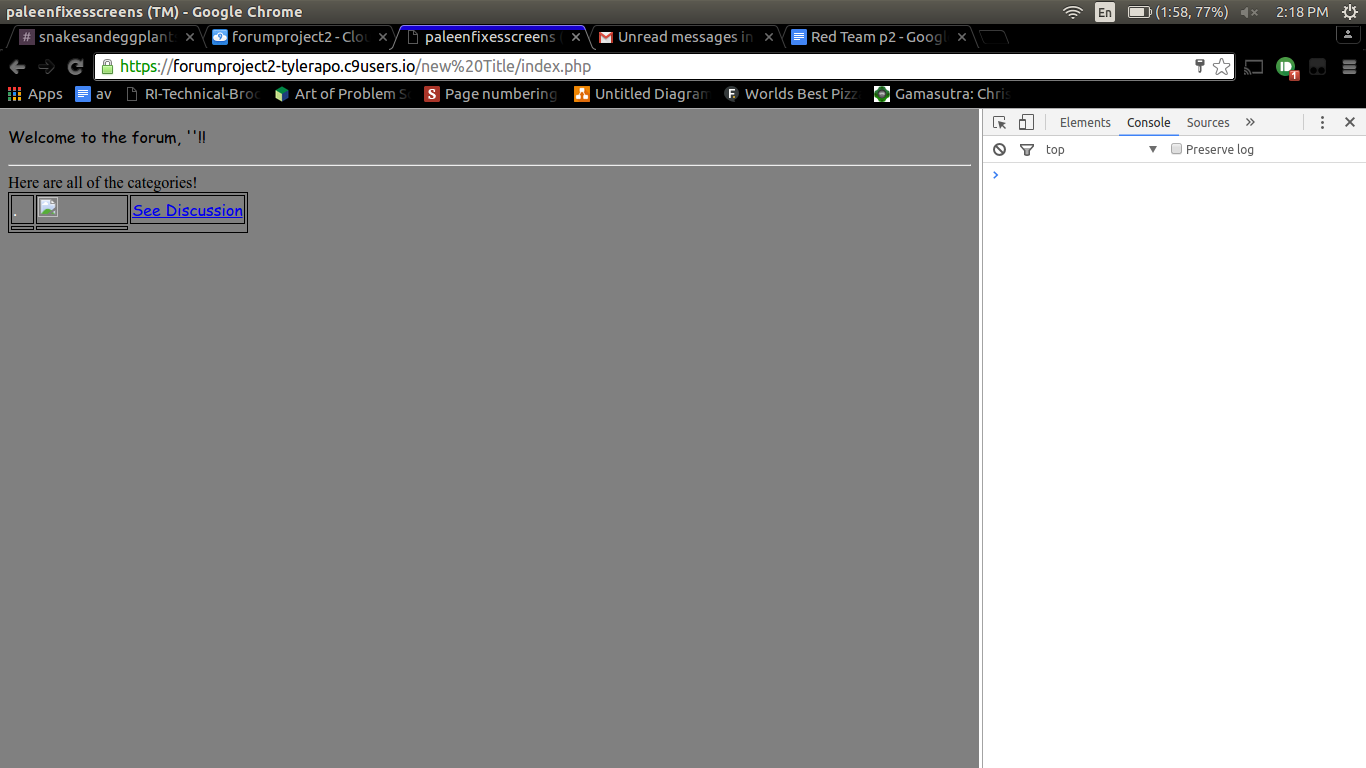 paleenfixesscreens (TM) - Google Chrome
En (1:58, 77%) 2:18 PM
# snakesandeggplant forumproject2 - Clou paleenfixesscreens ( Unread messages in Red Team p2 - Googl
https://forumproject2-tylerapo.c9users.io/new%20Title/index.php
1
Apps av RI-Technical-Broc Art of Problem S S Page numbering Untitled Diagram F Worlds Best Pizz Gamasutra: Chris
Elements Console Sources »
top Preserve log
>
Welcome to the forum, ''!!
Here are all of the categories!
. See Discussion